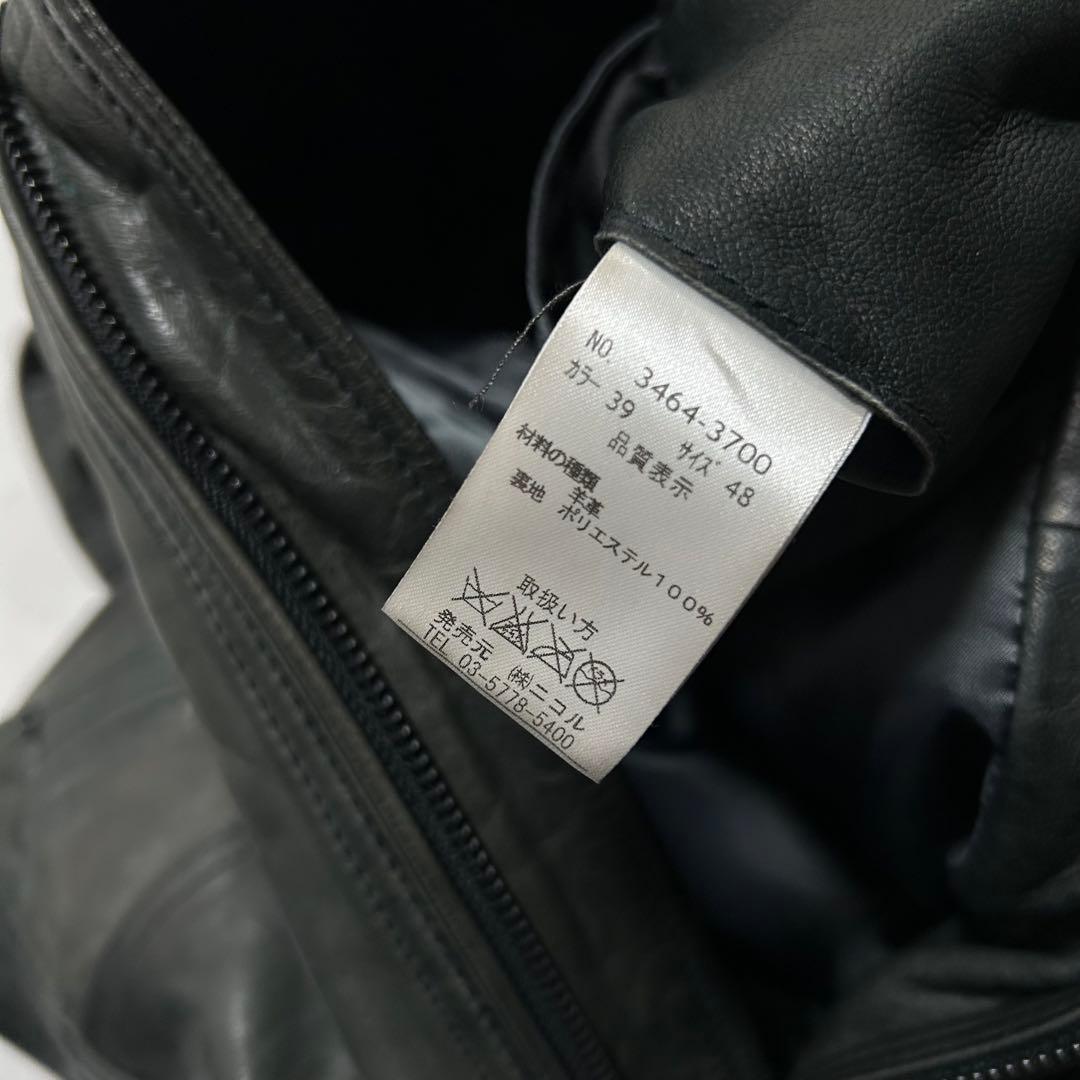 NO. 3464-3700
カラー 39 サイズ 48
品質表示
材料の種類
羊革
裏地 ポリエステル100%
取扱い方
発売元 ㈱ニコル
TEL 03-5778-5400